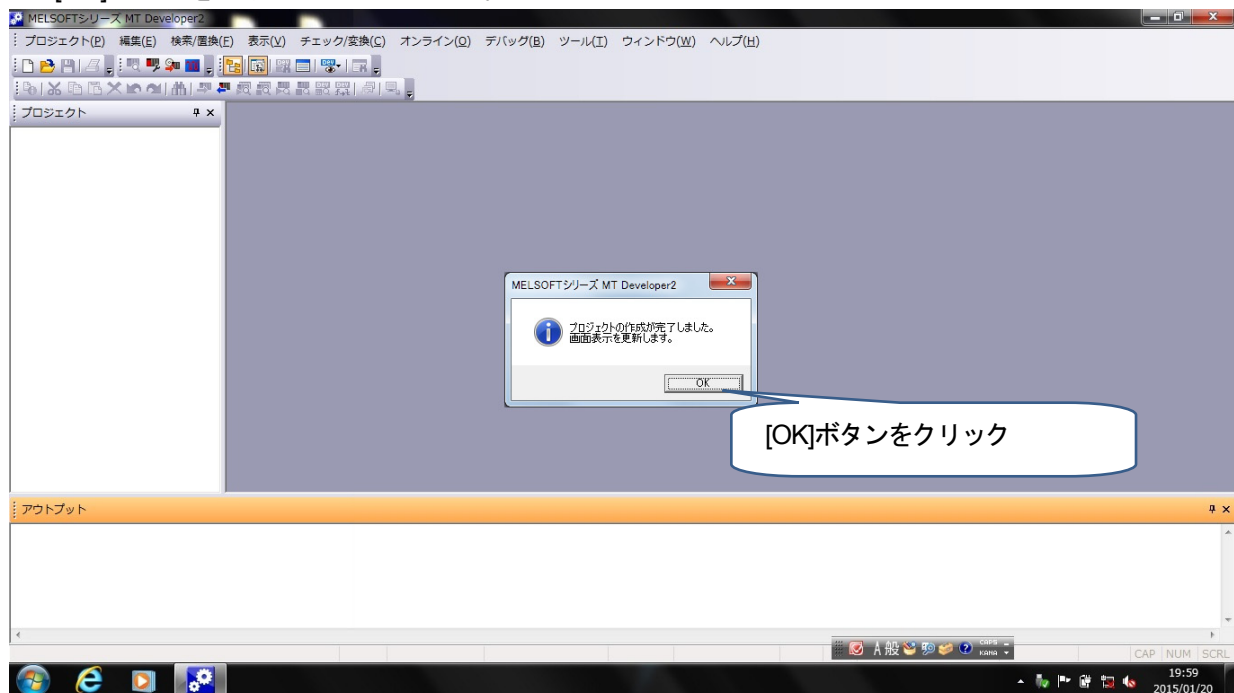 MELSOFTシリーズ MT Developer2
プロジェクト(P) 編集(E) 検索/置換(F) 表示(V) チェック/変換(C) オンライン(O) デバッグ(B) ツール(T) ウィンドウ(W) ヘルプ(H)
プロジェクト
MELSOFTシリーズ MT Developer2
プロジェクトの作成が完了しました。
画面表示を更新します。
OK
[OK]ボタンをクリック
アウトプット
A 般 CAPS KANA
CAP NUM SCRL
19:59
2015/01/20